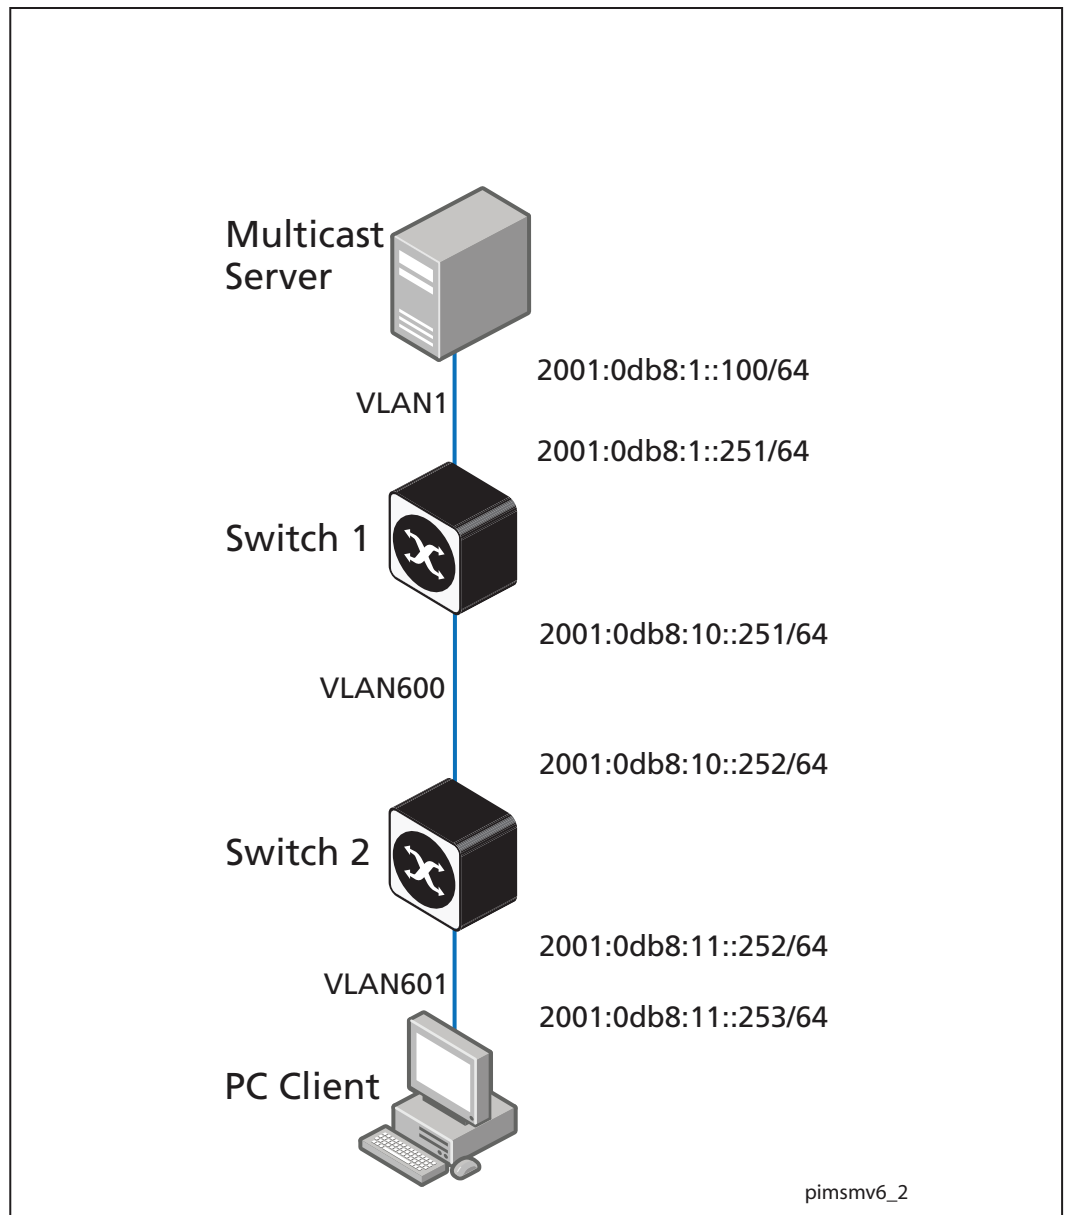 Multicast
Server
2001:0db8:1::100/64
VLAN1
2001:0db8:1::251/64
Switch 1
2001:0db8:10::251/64
VLAN600
2001:0db8:10::252/64
Switch 2
2001:0db8:11::252/64
VLAN601
2001:0db8:11::253/64
PC Client
pimsmv6_2